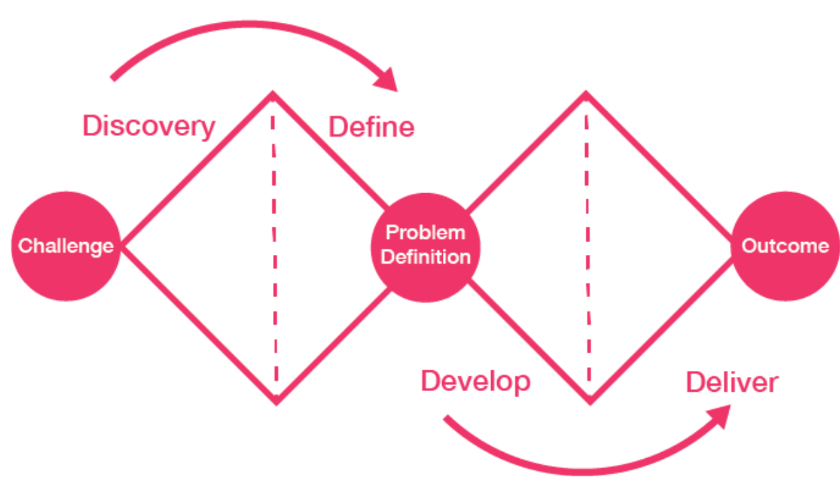 Discovery
Define
Challenge
Problem
Definition
Outcome
Develop
Deliver